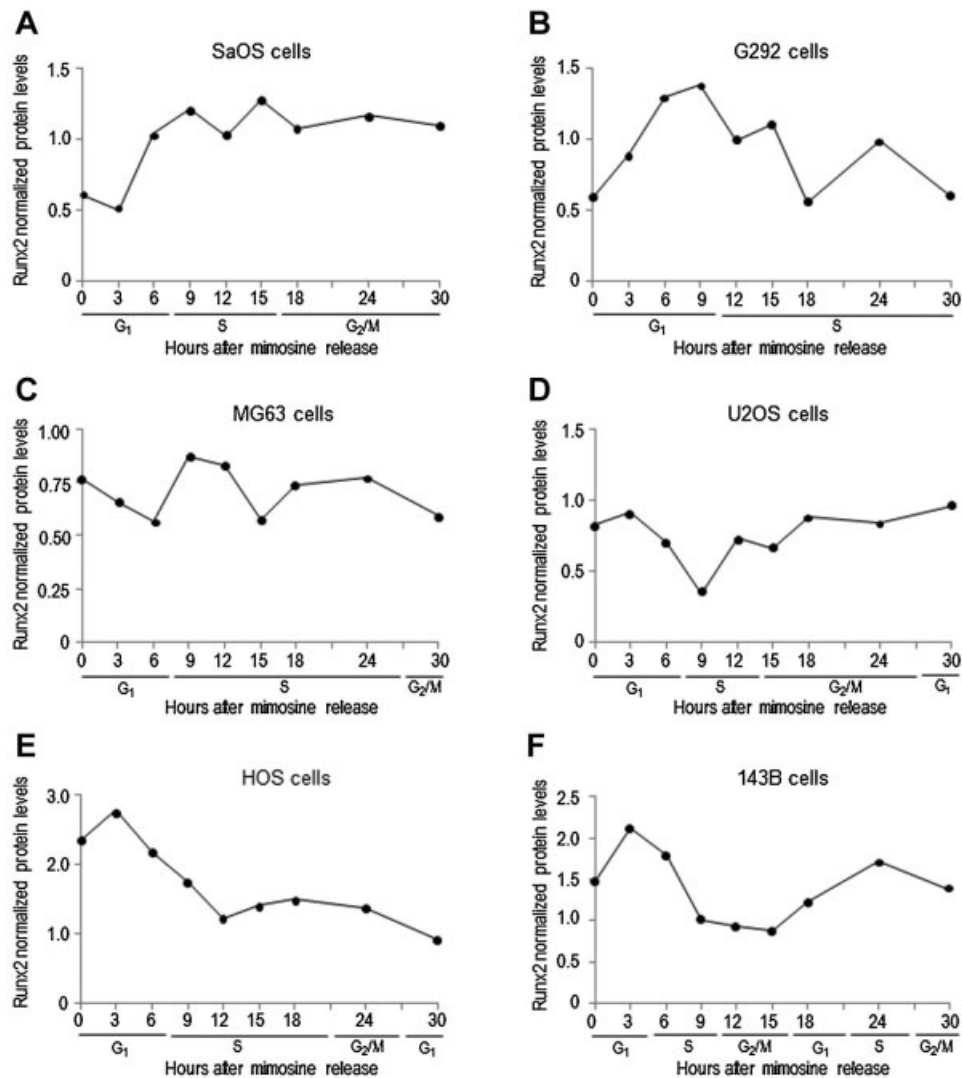 A
SaOS cells
Runx2 normalized protein levels
1.5
1.0
0.5
0
0 3 6 9 12 15 18 24 30
G₁ S G₂/M
Hours after mimosine release
B
G292 cells
Runx2 normalized protein levels
1.5
1.0
0.5
0
0 3 6 9 12 15 18 24 30
G₁ S
Hours after mimosine release
C
MG63 cells
Runx2 normalized protein levels
1.00
0.75
0.50
0.25
0
0 3 6 9 12 15 18 24 30
G₁ S G₂/M
Hours after mimosine release
D
U2OS cells
Runx2 normalized protein levels
1.5
1.0
0.5
0
0 3 6 9 12 15 18 24 30
G₁ S G₂/M G₁
Hours after mimosine release
E
HOS cells
Runx2 normalized protein levels
3.0
2.0
1.0
0
0 3 6 9 12 15 18 24 30
G₁ S G₂/M G₁
Hours after mimosine release
F
143B cells
Runx2 normalized protein levels
2.5
2.0
1.5
1.0
0.5
0
0 3 6 9 12 15 18 24 30
G₁ S G₂/M G₁ S G₂/M
Hours after mimosine release